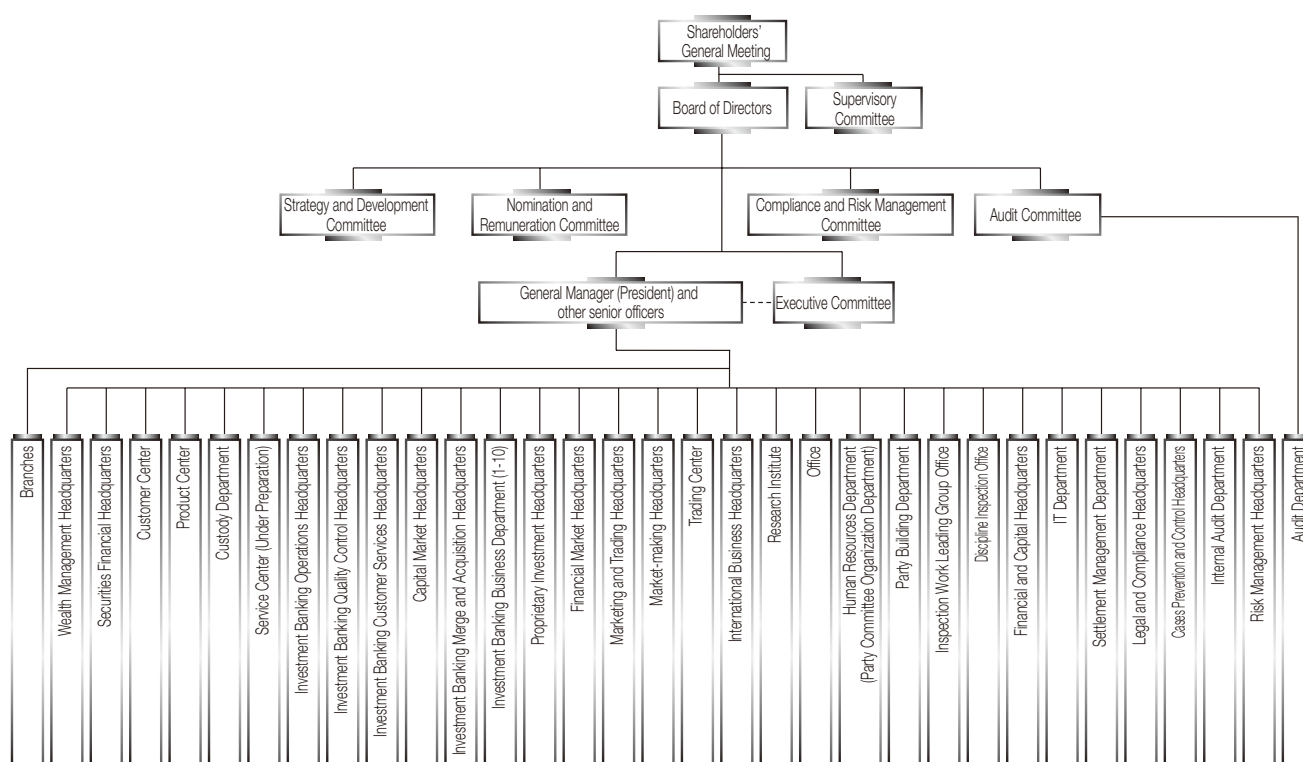 Shareholders'
General Meeting
Board of Directors
Supervisory
Committee
Strategy and Development
Committee
Nomination and
Remuneration Committee
Compliance and Risk Management
Committee
Audit Committee
General Manager (President) and
other senior officers
Executive Committee
Branches
Wealth Management Headquarters
Securities Financial Headquarters
Customer Center
Product Center
Custody Department
Service Center (Under Preparation)
Investment Banking Operations Headquarters
Investment Banking Quality Control Headquarters
Investment Banking Customer Services Headquarters
Capital Market Headquarters
Investment Banking Merge and Acquisition Headquarters
Investment Banking Business Department (1-10)
Proprietary Investment Headquarters
Financial Market Headquarters
Marketing and Trading Headquarters
Market-making Headquarters
Trading Center
International Business Headquarters
Research Institute
Office
Human Resources Department
(Party Committee Organization Department)
Party Building Department
Inspection Work Leading Group Office
Discipline Inspection Office
Financial and Capital Headquarters
IT Department
Settlement Management Department
Legal and Compliance Headquarters
Cases Prevention and Control Headquarters
Internal Audit Department
Risk Management Headquarters
Audit Department